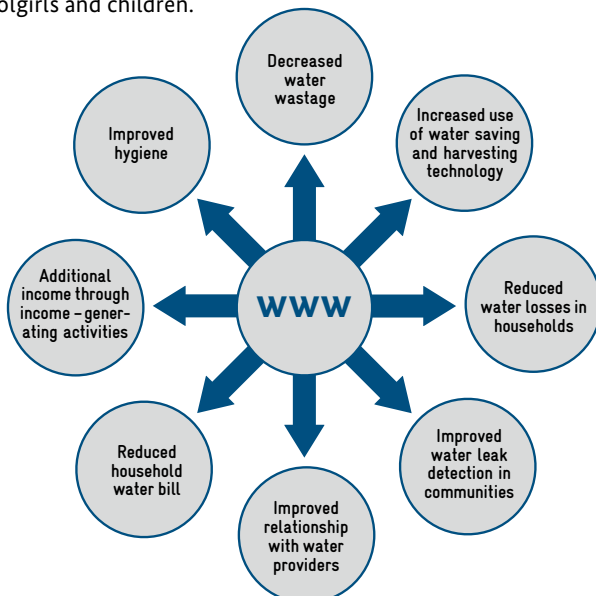 olgirls and children.
Decreased
water
wastage
Increased use
of water saving
and harvesting
technology
Reduced
water losses in
households
Improved
water leak
detection in
communities
Improved
relationship
with water
providers
Reduced
household
water bill
Additional
income through
income – gener-
ating activities
Improved
hygiene
WWW